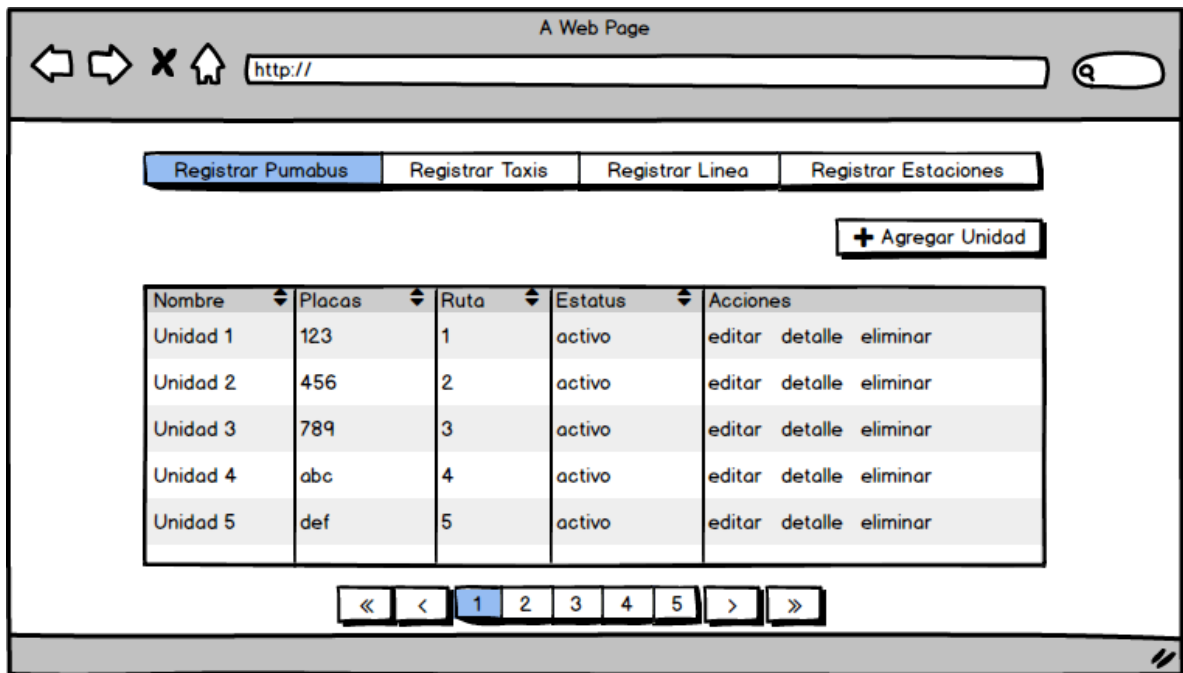 A Web Page
http://
Registrar Pumabus Registrar Taxis Registrar Linea Registrar Estaciones
+ Agregar Unidad
Nombre Placas Ruta Estatus Acciones
Unidad 1 123 1 activo editar detalle eliminar
Unidad 2 456 2 activo editar detalle eliminar
Unidad 3 789 3 activo editar detalle eliminar
Unidad 4 abc 4 activo editar detalle eliminar
Unidad 5 def 5 activo editar detalle eliminar
« < 1 2 3 4 5 > »